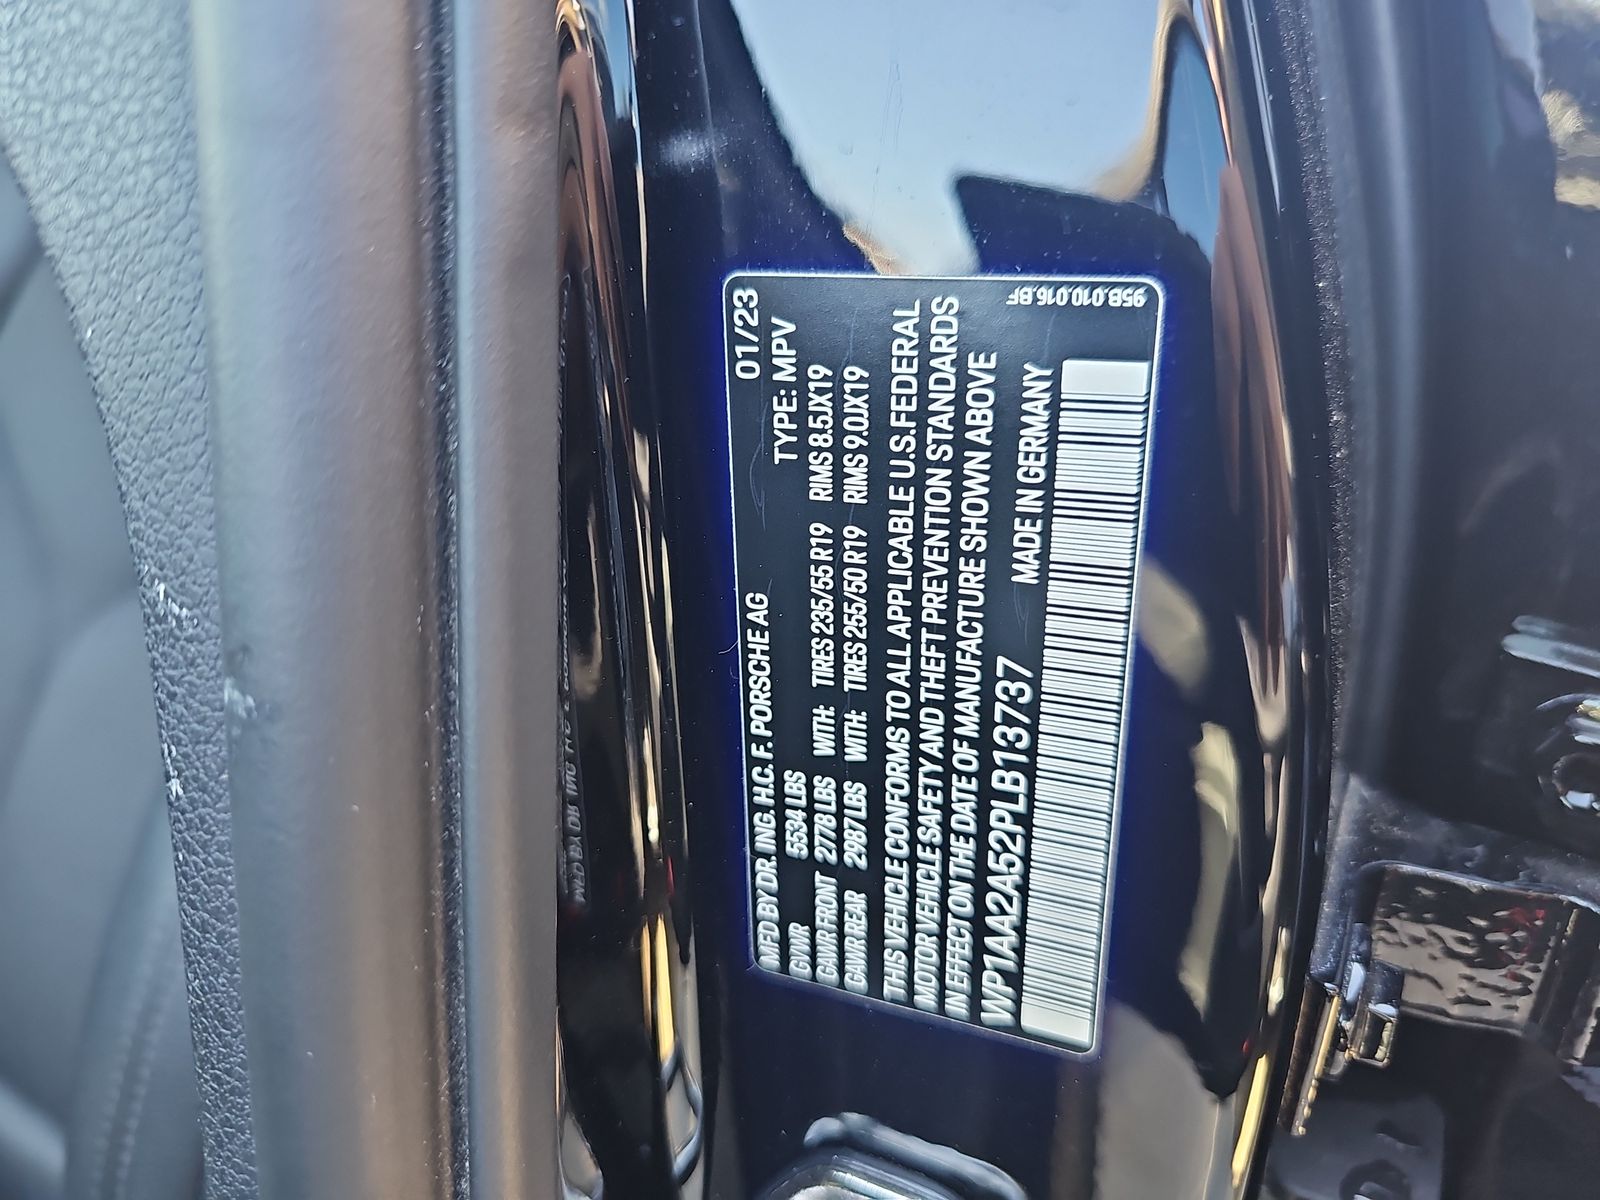 MFD BY DR. ING. H.C. F. PORSCHE AG 01/23
GVWR 5534 LBS TYPE: MPV
GAWR FRONT 2778 LBS WITH: TIRES 235/55 R19 RIMS 8.5JX19
GAWR REAR 2987 LBS WITH: TIRES 255/50 R19 RIMS 9.0JX19
THIS VEHICLE CONFORMS TO ALL APPLICABLE U.S. FEDERAL
MOTOR VEHICLE SAFETY AND THEFT PREVENTION STANDARDS
IN EFFECT ON THE DATE OF MANUFACTURE SHOWN ABOVE
WP1AA2A52PLB13737 MADE IN GERMANY
95B.010.016.BF